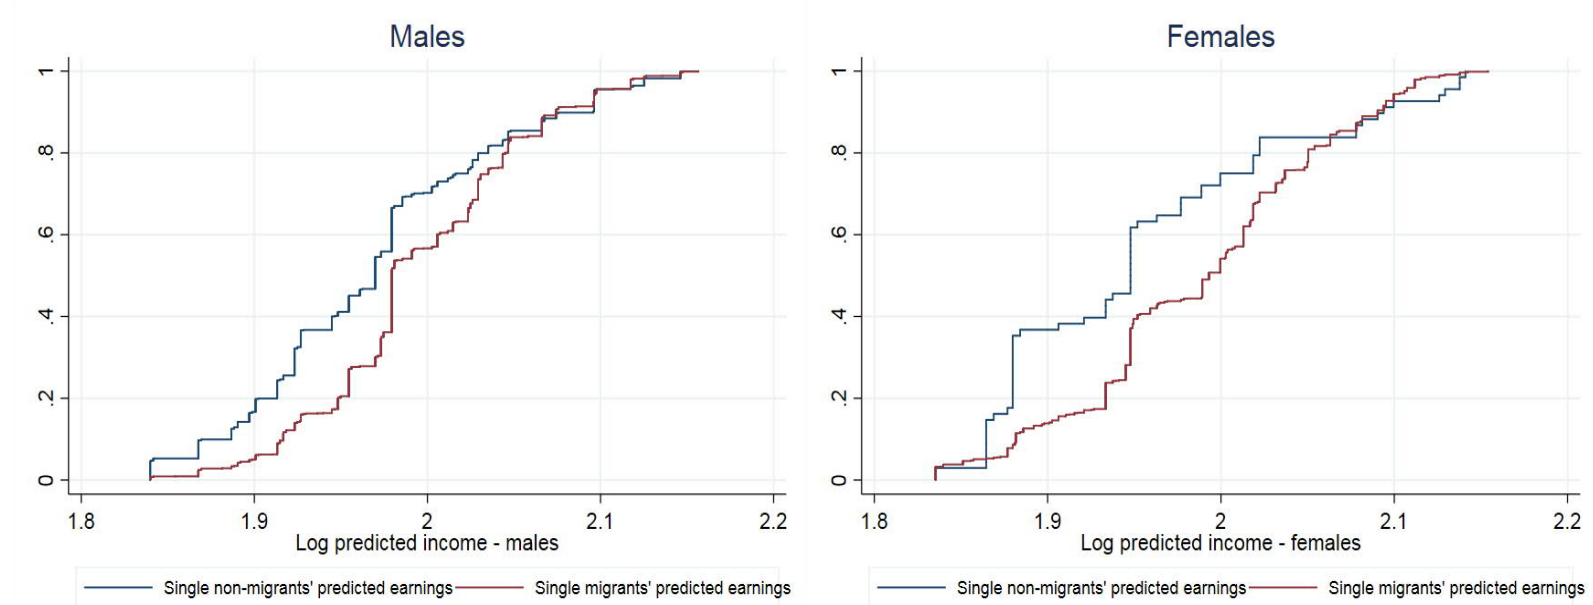 Males
1
.8
.6
.4
.2
0
1.8 1.9 2 2.1 2.2
Log predicted income - males
Single non-migrants' predicted earnings Single migrants' predicted earnings
Females
1
.8
.6
.4
.2
0
1.8 1.9 2 2.1 2.2
Log predicted income - females
Single non-migrants' predicted earnings Single migrants' predicted earnings